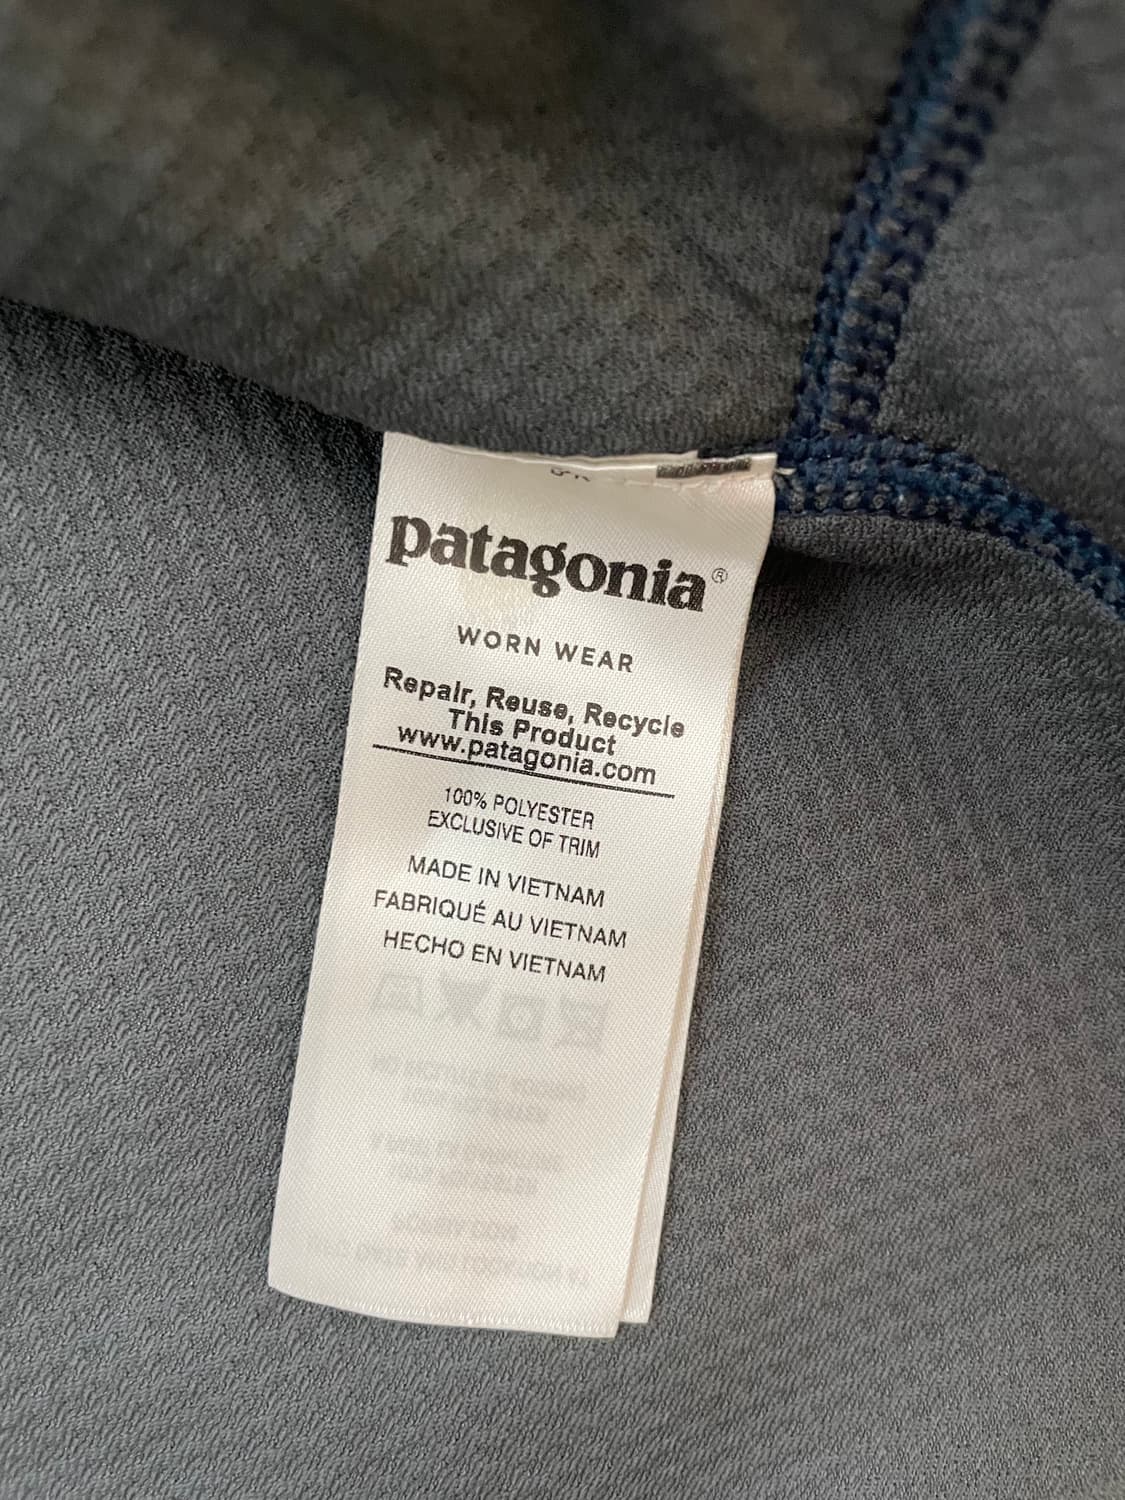 patagonia®
WORN WEAR
Repair, Reuse, Recycle
This Product
www.patagonia.com
100% POLYESTER
EXCLUSIVE OF TRIM
MADE IN VIETNAM
FABRIQUÉ AU VIETNAM
HECHO EN VIETNAM